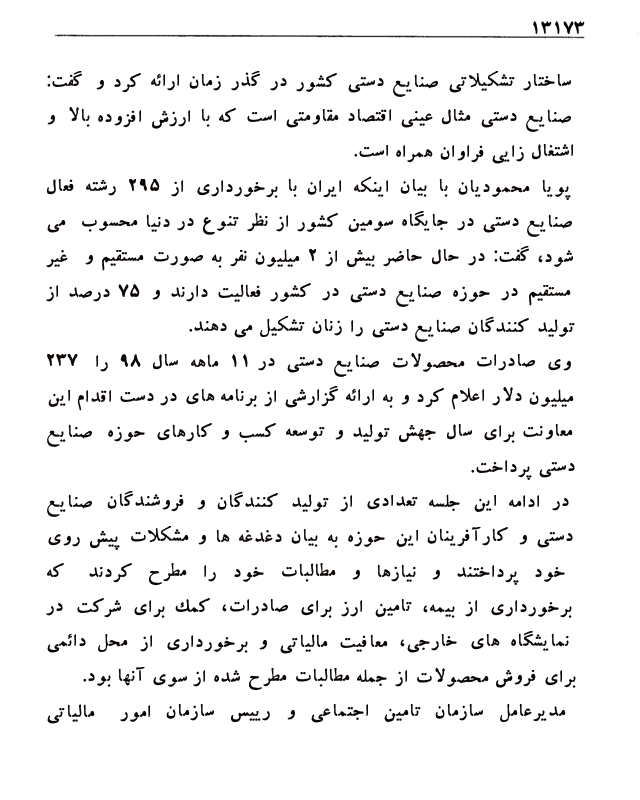 ۱۳۱۷۳
ساختار تشکیلاتی صنایع دستی کشور در گذر زمان ارائه کرد و گفت:
صنایع دستی مثال عینی اقتصاد مقاومتی است که با ارزش افزوده بالا و
اشتغال زایی فراوان همراه است.
پویا محمودیان با بیان اینکه ایران با برخورداری از ۲۹۵ رشته فعال
صنایع دستی در جایگاه سومین کشور از نظر تنوع در دنیا محسوب می
شود، گفت: در حال حاضر بیش از ۲ میلیون نفر به صورت مستقیم و غیر
مستقیم در حوزه صنایع دستی در کشور فعالیت دارند و ۷۵ درصد از
تولید کنندگان صنایع دستی را زنان تشکیل می دهند.
وی صادرات محصولات صنایع دستی در ۱۱ ماهه سال ۹۸ را ۲۳۷
میلیون دلار اعلام کرد و به ارائه گزارشی از برنامه های در دست اقدام این
معاونت برای سال جهش تولید و توسعه کسب و کارهای حوزه صنایع
دستی پرداخت.
در ادامه این جلسه تعدادی از تولید کنندگان و فروشندگان صنایع
دستی و کارآفرینان این حوزه به بیان دغدغه ها و مشکلات پیش روی
خود پرداختند و نیازها و مطالبات خود را مطرح کردند که
برخورداری از بیمه، تامین ارز برای صادرات، کمك برای شرکت در
نمایشگاه های خارجی، معافیت مالیاتی و برخورداری از محل دائمی
برای فروش محصولات از جمله مطالبات مطرح شده از سوی آنها بود.
مدیرعامل سازمان تامین اجتماعی و رییس سازمان امور مالیاتی